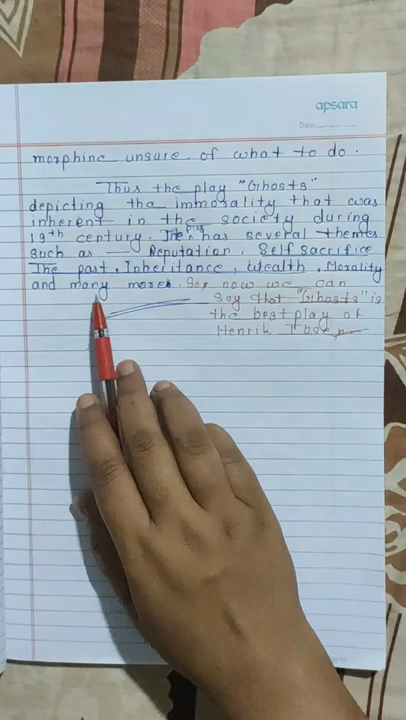 apsara
Date
morphine unsure of what to do.
Thus the play "Ghosts"
depicting the immosality that was
inherent in the society during
19th century. The play has several themes
such as — Reputation, Self sacrifice
The past, Inheritance, Wealth, Morality
and many mores. So, now we can
say that "Ghosts" is
the best play of
Henrik Ibsen